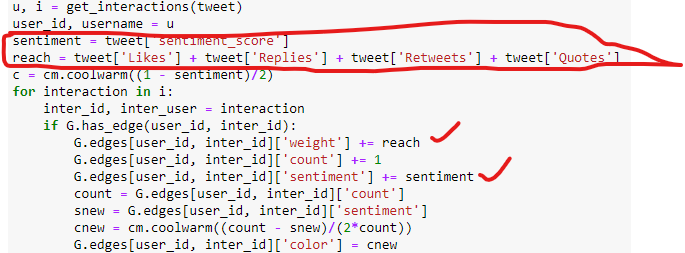 u, i = get_interactions(tweet)
user_id, username = u
sentiment = tweet['sentiment_score']
reach = tweet['Likes'] + tweet['Replies'] + tweet['Retweets'] + tweet['Quotes']
c = cm.coolwarm((1 - sentiment)/2)
for interaction in i:
    inter_id, inter_user = interaction
    if G.has_edge(user_id, inter_id):
        G.edges[user_id, inter_id]['weight'] += reach
        G.edges[user_id, inter_id]['count'] += 1
        G.edges[user_id, inter_id]['sentiment'] += sentiment
        count = G.edges[user_id, inter_id]['count']
        snew = G.edges[user_id, inter_id]['sentiment']
        cnew = cm.coolwarm((count - snew)/(2*count))
        G.edges[user_id, inter_id]['color'] = cnew